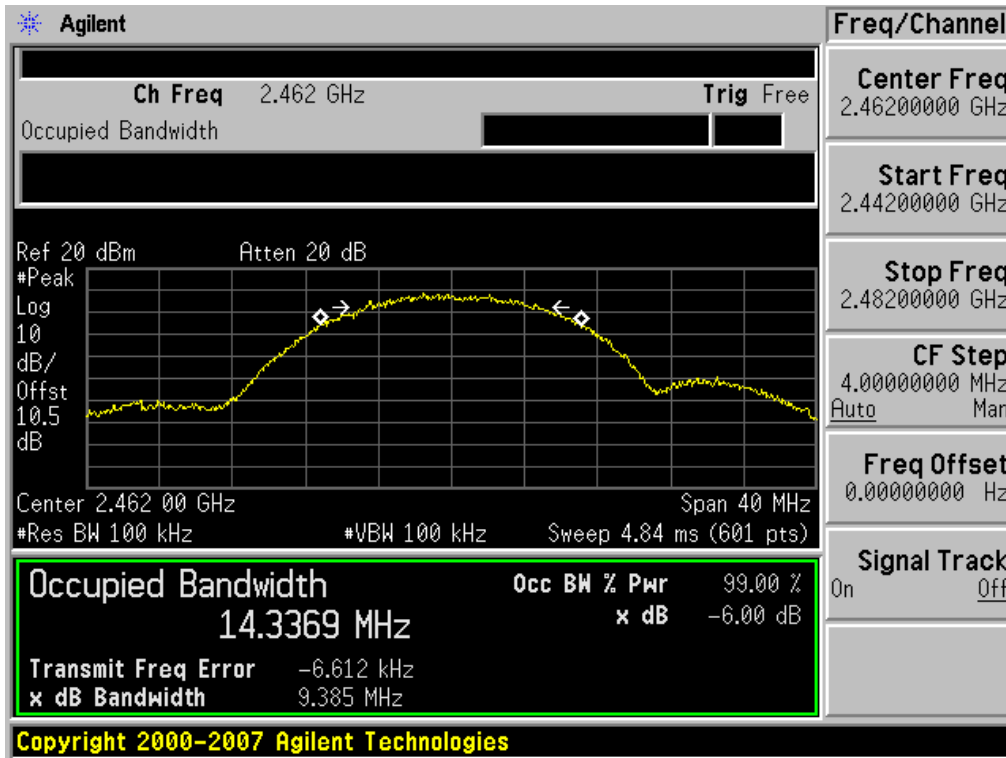 Agilent
Freq/Channel
Ch Freq 2.462 GHz
Trig Free
Occupied Bandwidth
Center Freq
2.46200000 GHz
Start Freq
2.44200000 GHz
Stop Freq
2.48200000 GHz
CF Step
4.00000000 MHz
Auto Man
Freq Offset
0.00000000 Hz
Signal Track
On Off
Ref 20 dBm Atten 20 dB
#Peak
Log
10
dB/
Offst
10.5
dB
Center 2.462 00 GHz Span 40 MHz
#Res BW 100 kHz #VBW 100 kHz Sweep 4.84 ms (601 pts)
Occupied Bandwidth
14.3369 MHz
Occ BW % Pwr 99.00 %
x dB -6.00 dB
Transmit Freq Error -6.612 kHz
x dB Bandwidth 9.385 MHz
Copyright 2000-2007 Agilent Technologies